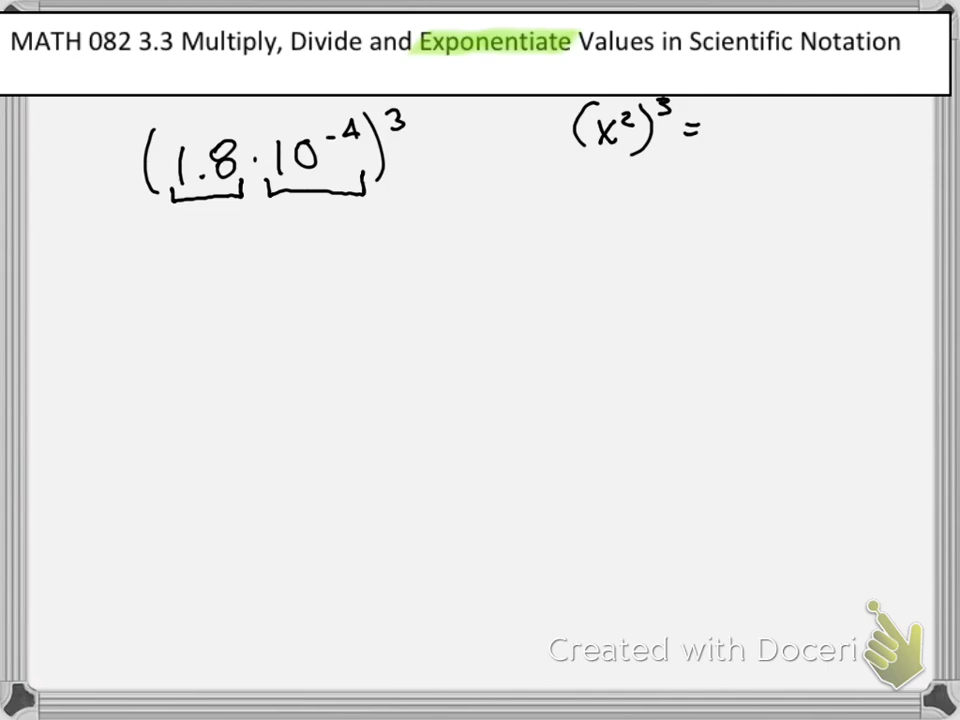 MATH 082 3.3 Multiply, Divide and Exponentiate Values in Scientific Notation
(1.8 · 10⁻⁴)³
(x²)³ =
Created with Doceri